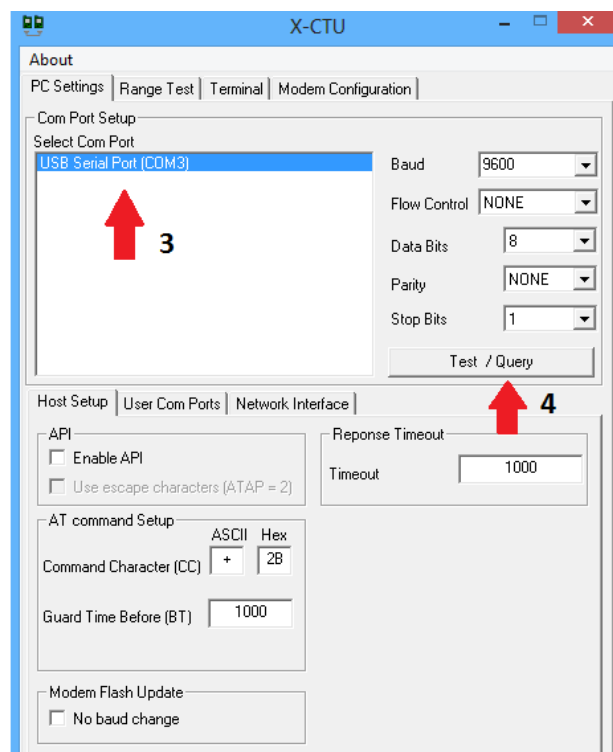 X-CTU
About
PC Settings Range Test Terminal Modem Configuration
Com Port Setup
Select Com Port
USB Serial Port (COM3)
3
Baud 9600
Flow Control NONE
Data Bits 8
Parity NONE
Stop Bits 1
Test / Query
4
Host Setup User Com Ports Network Interface
API
Enable API
Use escape characters (ATAP = 2)
Reponse Timeout
Timeout 1000
AT command Setup
ASCII Hex
Command Character (CC) + 2B
Guard Time Before (BT) 1000
Modem Flash Update
No baud change